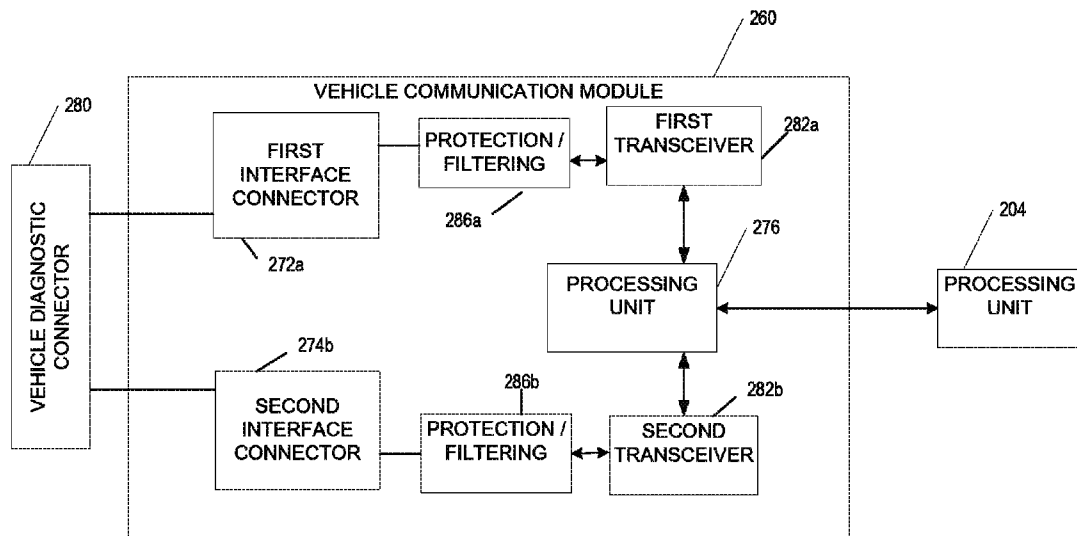 260
VEHICLE COMMUNICATION MODULE
280
VEHICLE DIAGNOSTIC
CONNECTOR
FIRST
INTERFACE
CONNECTOR
272a
PROTECTION /
FILTERING
286a
FIRST
TRANSCEIVER
282a
276
PROCESSING
UNIT
204
PROCESSING
UNIT
274b
SECOND
INTERFACE
CONNECTOR
286b
PROTECTION /
FILTERING
282b
SECOND
TRANSCEIVER